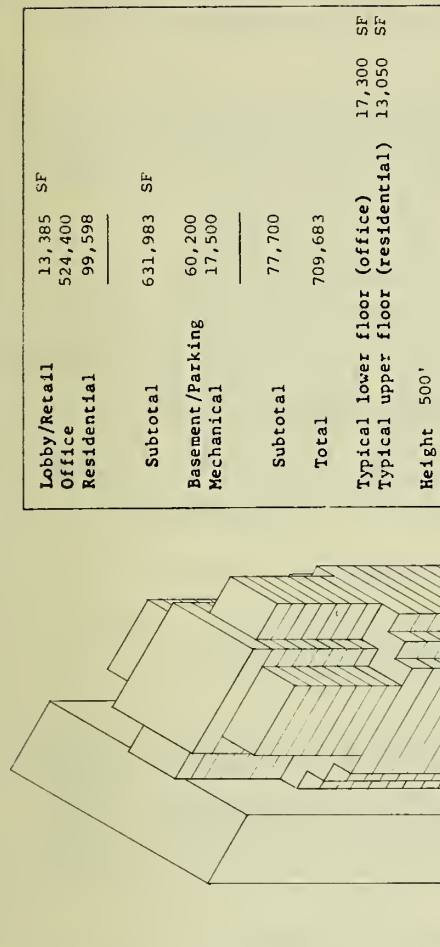 Lobby/Retail 13,385 SF
Office 524,400
Residential 99,598
Subtotal 631,983 SF
Basement/Parking 60,200
Mechanical 17,500
Subtotal 77,700
Total 709,683
Typical lower floor (office) 17,300 SF
Typical upper floor (residential) 13,050 SF
Height 500'